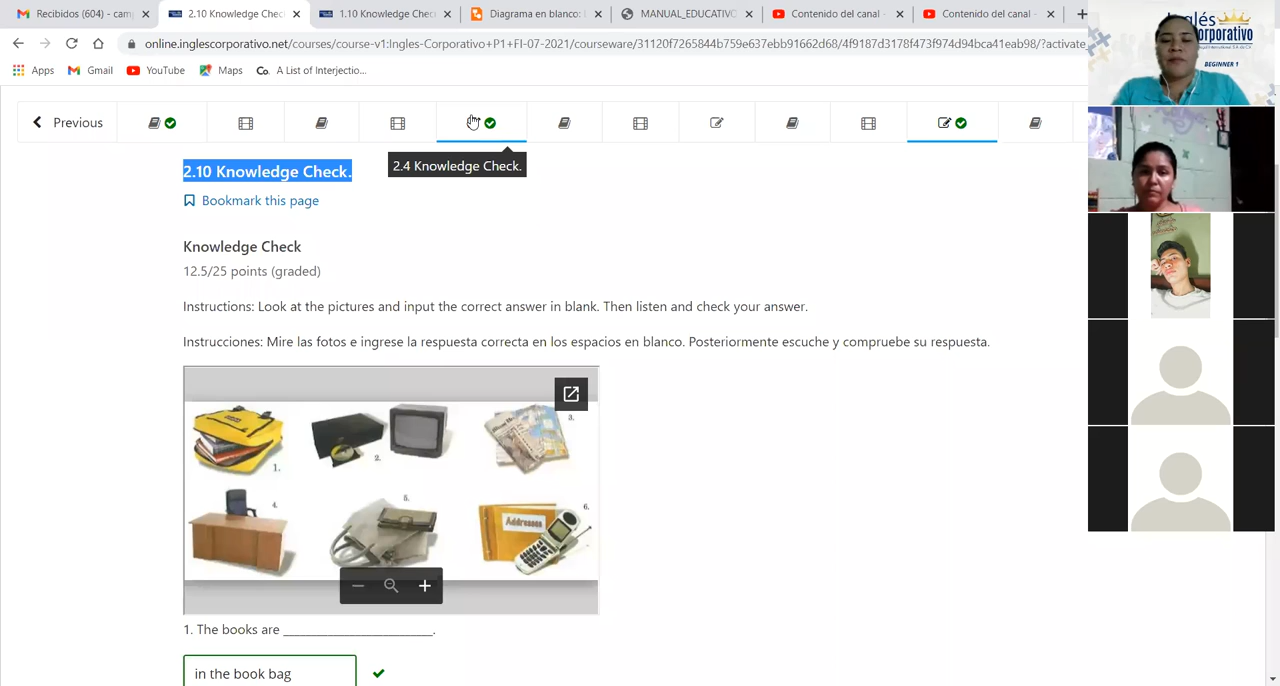 Recibidos (604) - cam
2.10 Knowledge Chec
1.10 Knowledge Chec
Diagrama en blanco:
MANUAL_EDUCATIVO
Contenido del canal -
Contenido del canal -
online.inglescorporativo.net/courses/course-v1:Ingles-Corporativo+P1+FI-07-2021/courseware/31120f7265844b759e637ebb91662d68/4f9187d3178f473f974d94bca41eab98/?activate_
Apps
Gmail
YouTube
Maps
Co.
A List of Interjectio...
Previous
2.4 Knowledge Check.
2.10 Knowledge Check.
Bookmark this page
Knowledge Check
12.5/25 points (graded)
Instructions: Look at the pictures and input the correct answer in blank. Then listen and check your answer.
Instrucciones: Mire las fotos e ingrese la respuesta correcta en los espacios en blanco. Posteriormente escuche y compruebe su respuesta.
1.
2.
3.
4.
5.
6.
Addresses
1. The books are __________________________.
in the book bag
Inglés
Corporativo
BEGINNER 1